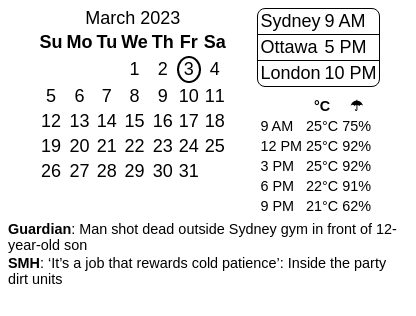 March 2023
Su Mo Tu We Th Fr Sa
1 2 3 4
5 6 7 8 9 10 11
12 13 14 15 16 17 18
19 20 21 22 23 24 25
26 27 28 29 30 31
Sydney 9 AM
Ottawa 5 PM
London 10 PM
°C ☂
9 AM 25°C 75%
12 PM 25°C 92%
3 PM 25°C 92%
6 PM 22°C 91%
9 PM 21°C 62%
Guardian: Man shot dead outside Sydney gym in front of 12-
year-old son
SMH: ‘It’s a job that rewards cold patience’: Inside the party
dirt units